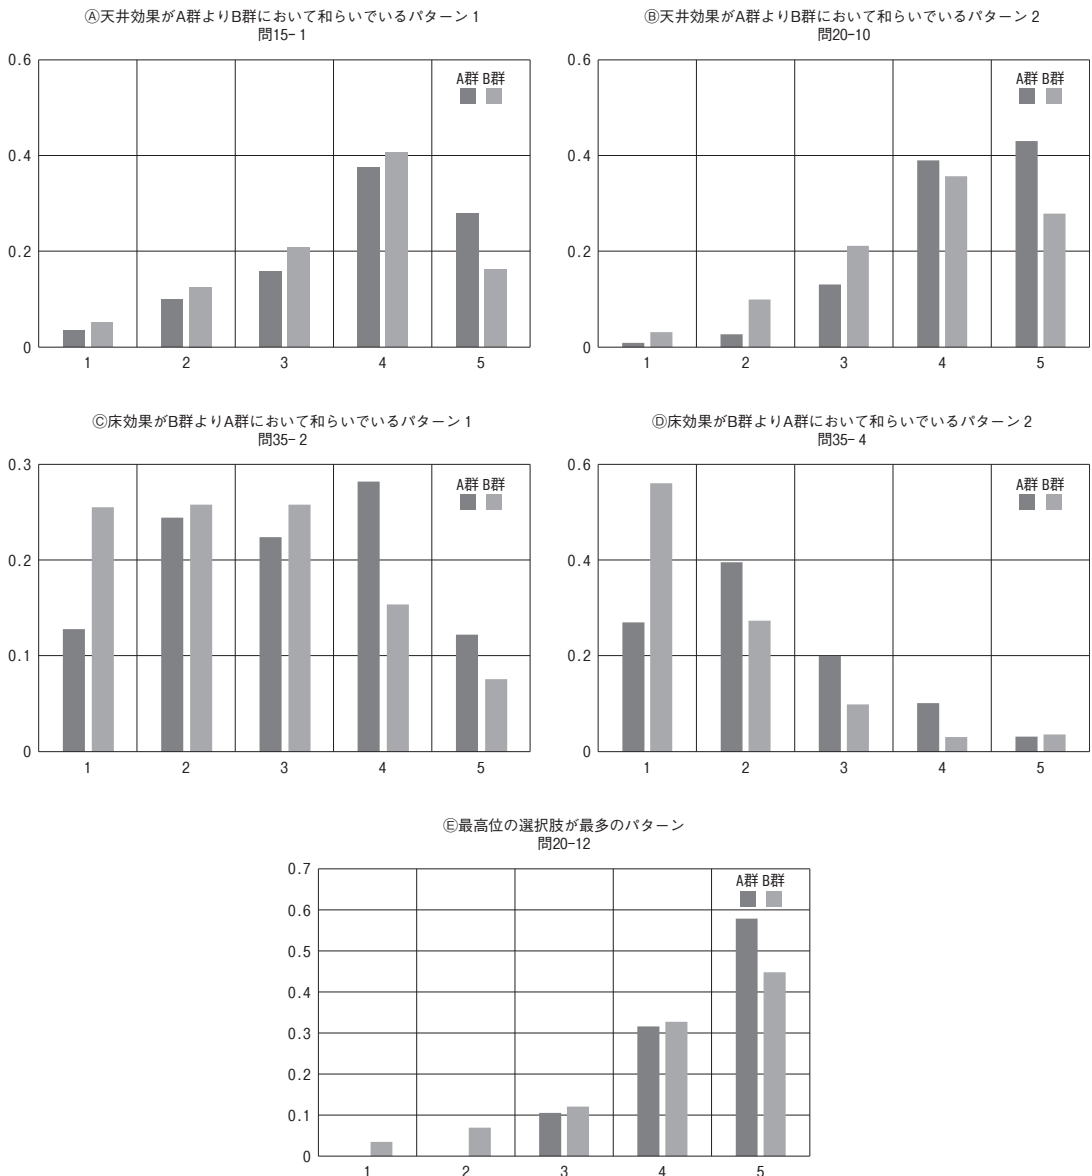 Ⓐ天井効果がA群よりB群において和らいでいるパターン1
問15-1
0.6
0.4
0.2
0
A群 B群
1 2 3 4 5
Ⓑ天井効果がA群よりB群において和らいでいるパターン2
問20-10
0.6
0.4
0.2
0
A群 B群
1 2 3 4 5
Ⓒ床効果がB群よりA群において和らいでいるパターン1
問35-2
0.3
0.2
0.1
0
A群 B群
1 2 3 4 5
Ⓓ床効果がB群よりA群において和らいでいるパターン2
問35-4
0.6
0.4
0.2
0
A群 B群
1 2 3 4 5
Ⓔ最高位の選択肢が最多のパターン
問20-12
0.7
0.6
0.5
0.4
0.3
0.2
0.1
0
A群 B群
1 2 3 4 5